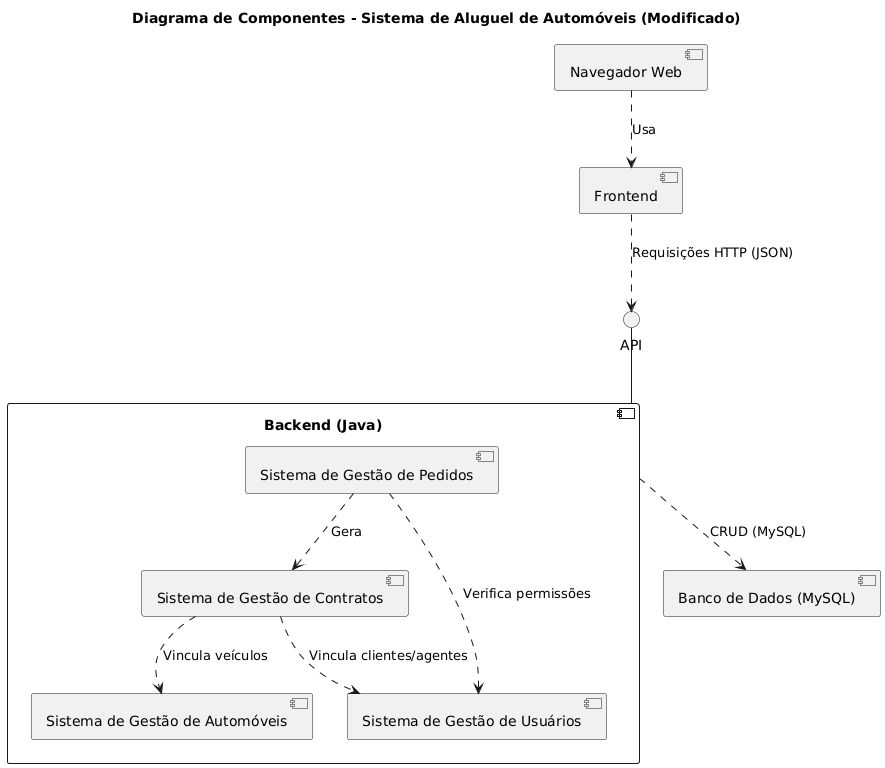 Diagrama de Componentes - Sistema de Aluguel de Automóveis (Modificado)
Navegador Web
Usa
Frontend
Requisições HTTP (JSON)
API
Backend (Java)
Sistema de Gestão de Pedidos
Gera
CRUD (MySQL)
Verifica permissões
Sistema de Gestão de Contratos
Banco de Dados (MySQL)
Vincula veículos
Vincula clientes/agentes
Sistema de Gestão de Automóveis
Sistema de Gestão de Usuários